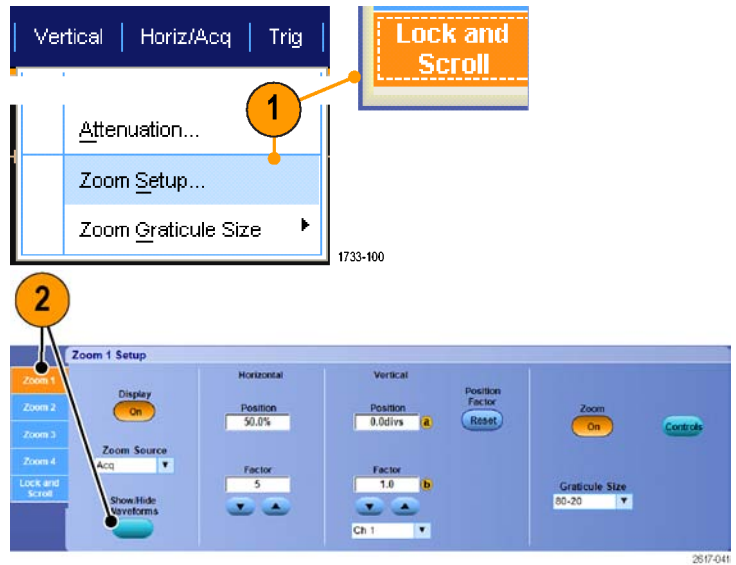 Vertical | Horiz/Acq | Trig
Lock and
Scroll
1
Attenuation...
Zoom Setup...
Zoom Graticule Size
1733-100
2
Zoom 1 Setup
Zoom 1
Zoom 2
Zoom 3
Zoom 4
Lock and
Scroll
Display
On
Zoom Source
Acq
Show/Hide
Waveforms
Horizontal
Position
50.0%
Factor
5
Vertical
Position
0.0divs
a
Factor
1.0
b
Ch 1
Position
Factor
Reset
Zoom
On
Controls
Graticule Size
80-20
2617-041